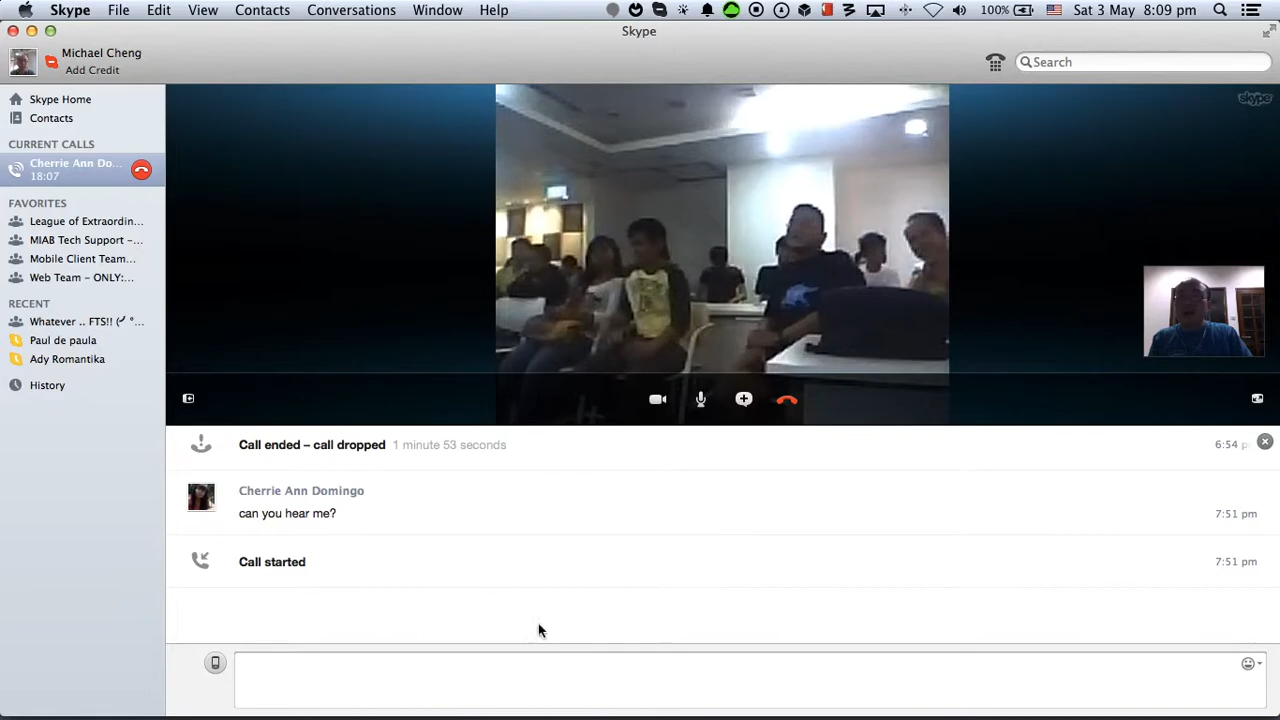 Skype File Edit View Contacts Conversations Window Help 100% Sat 3 May 8:09 pm
Skype
Michael Cheng
Add Credit
Search
Skype Home
Contacts
CURRENT CALLS
Cherrie Ann Do...
18:07
FAVORITES
League of Extraordin...
MIAB Tech Support -...
Mobile Client Team...
Web Team – ONLY:...
RECENT
Whatever .. FTS!! (╯°...
Paul de paula
Ady Romantika
History
skype
Call ended – call dropped 1 minute 53 seconds 6:54 p
Cherrie Ann Domingo
can you hear me? 7:51 pm
Call started 7:51 pm